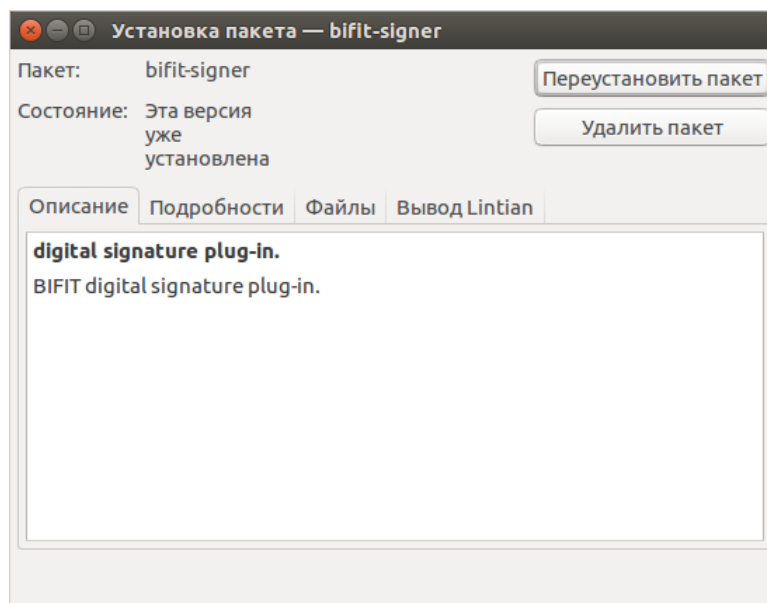 Установка пакета — bifit-signer
Пакет: bifit-signer
Переустановить пакет
Состояние: Эта версия
уже
установлена
Удалить пакет
Описание Подробности Файлы Вывод Lintian
digital signature plug-in.
BIFIT digital signature plug-in.